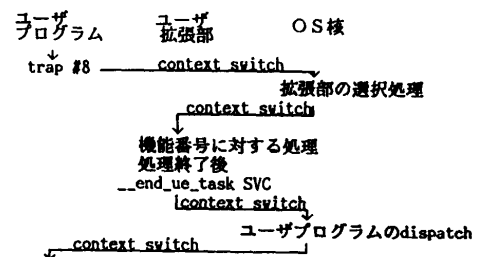 ユーザ ユーザ OS核
プログラム 拡張部
trap #8 context switch
拡張部の選択処理
context switch
機能番号に対する処理
処理終了後
__end_ue_task SVC
context switch
ユーザプログラムのdispatch
context switch